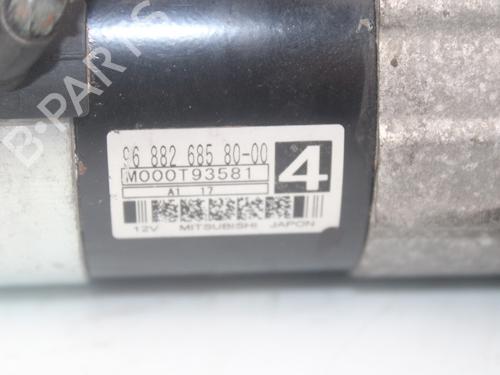 B-PARTS
96 882 685 80-00
M000T93581
4
A1 17
12V MITSUBISHI JAPON